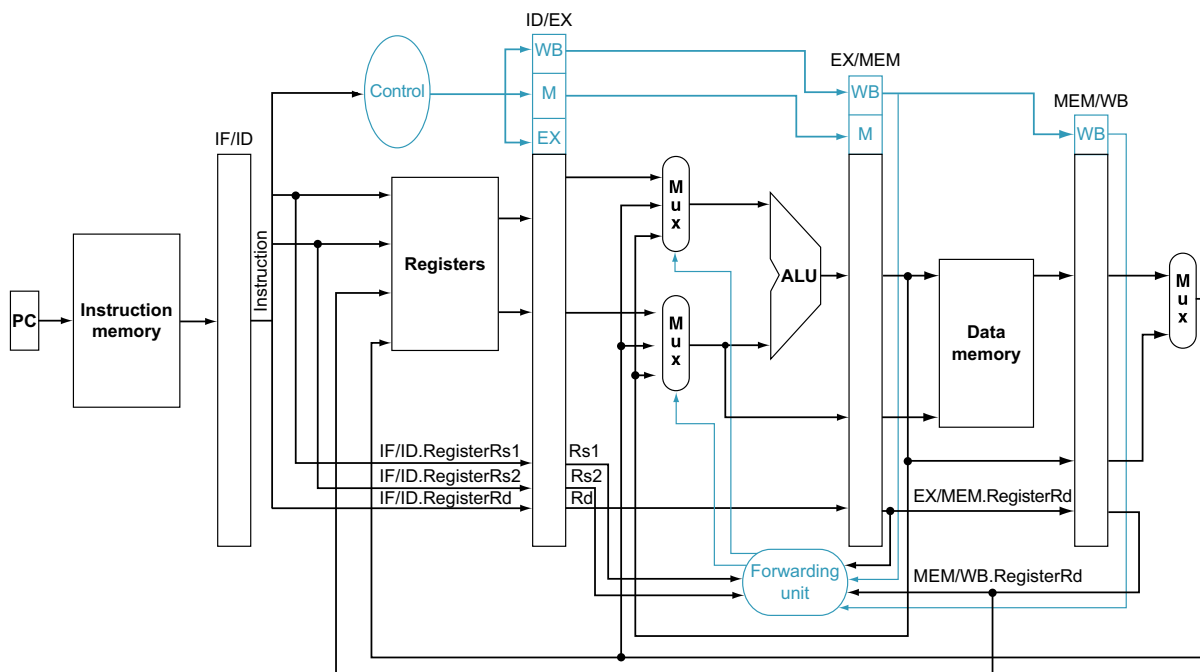 ID/EX
WB
EX/MEM
Control
M
WB
MEM/WB
IF/ID
EX
M
WB
M
u
x
Instruction
Registers
ALU
M
u
x
PC
Instruction
memory
M
u
x
Data
memory
IF/ID.RegisterRs1
Rs1
IF/ID.RegisterRs2
Rs2
IF/ID.RegisterRd
Rd
EX/MEM.RegisterRd
Forwarding
unit
MEM/WB.RegisterRd